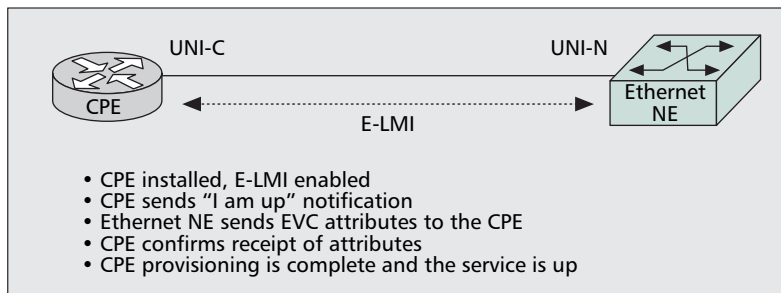 UNI-C
UNI-N
CPE
Ethernet
NE
E-LMI
• CPE installed, E-LMI enabled
• CPE sends “I am up” notification
• Ethernet NE sends EVC attributes to the CPE
• CPE confirms receipt of attributes
• CPE provisioning is complete and the service is up